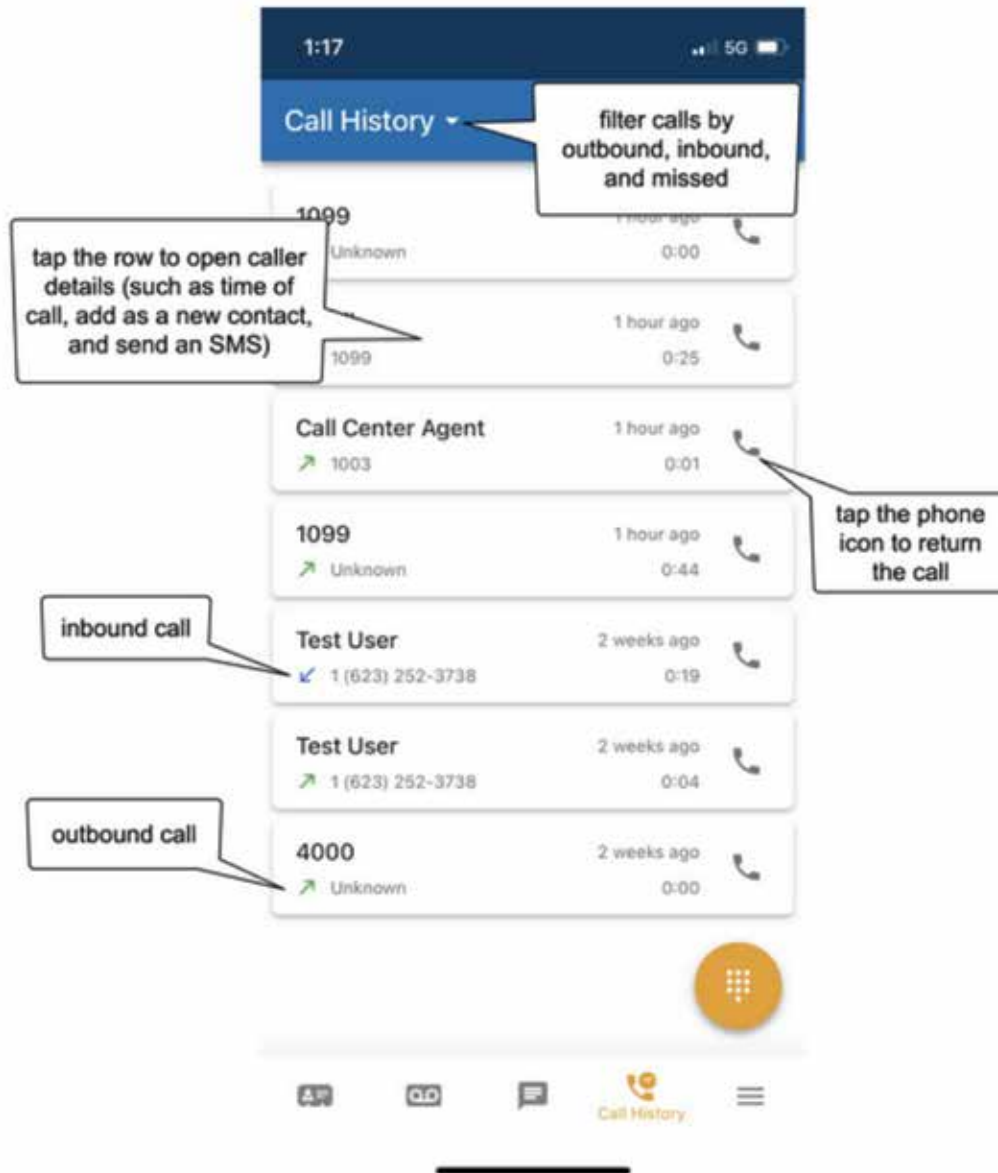 1:17
5G
Call History
filter calls by
outbound, inbound,
and missed
1099
1 hour ago
Unknown
0:00
tap the row to open caller
details (such as time of
call, add as a new contact,
and send an SMS)
1 hour ago
1099
0:25
Call Center Agent
1 hour ago
1003
0:01
tap the phone
icon to return
the call
1099
1 hour ago
Unknown
0:44
inbound call
Test User
2 weeks ago
1 (623) 252-3738
0:19
Test User
2 weeks ago
1 (623) 252-3738
0:04
outbound call
4000
2 weeks ago
Unknown
0:00
Call History